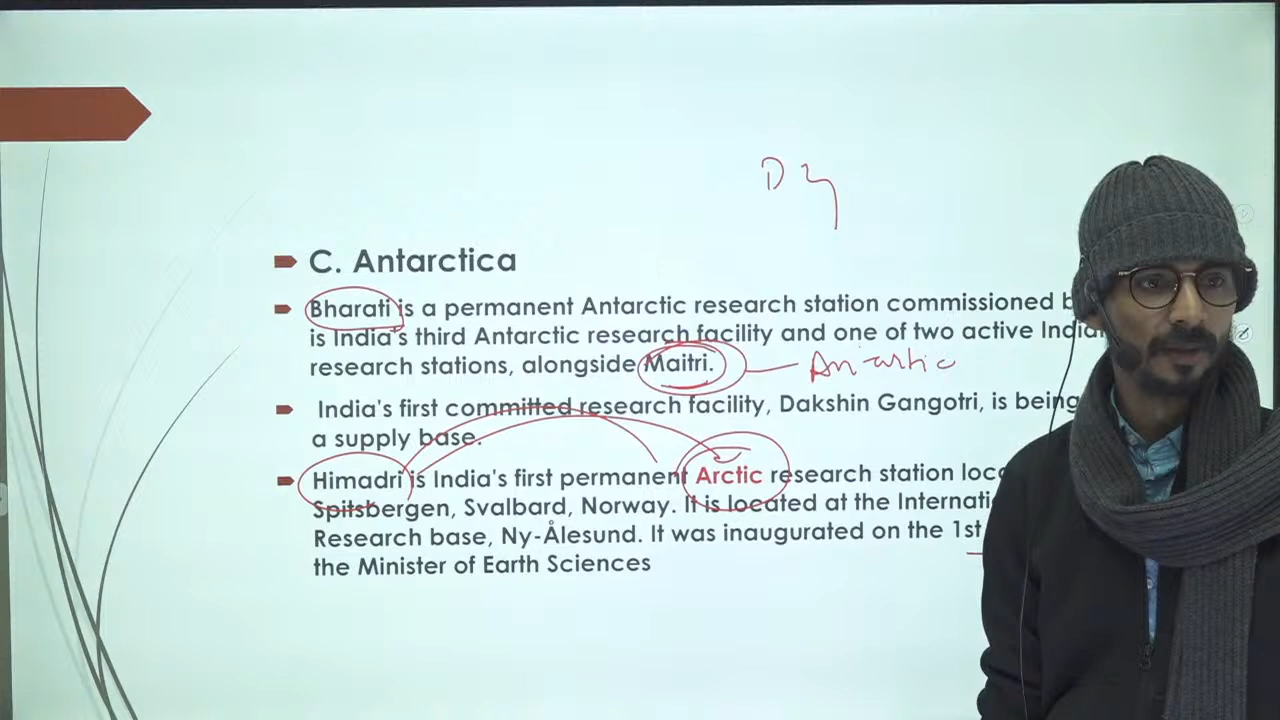 D
C. Antarctica
Bharati is a permanent Antarctic research station commissioned
is India's third Antarctic research facility and one of two active Indian
research stations, alongside Maitri. Antartic
India's first committed research facility, Dakshin Gangotri, is being
a supply base.
Himadri is India's first permanent Arctic research station
Spitsbergen, Svalbard, Norway. It is located at the
Research base, Ny-Ålesund. It was inaugurated on the 1st
the Minister of Earth Sciences